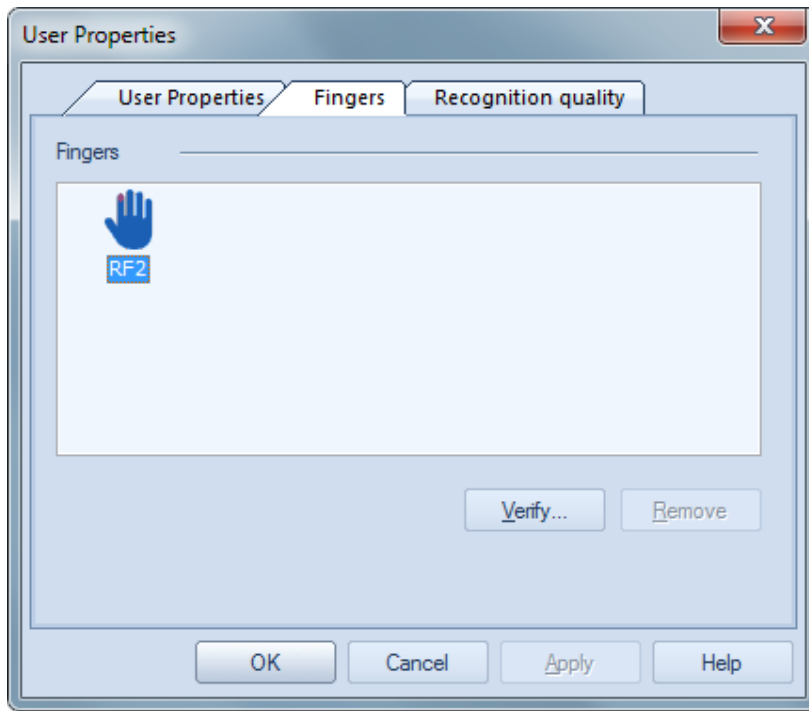 User Properties
User Properties Fingers Recognition quality
Fingers
RF2
Verify... Remove
OK Cancel Apply Help